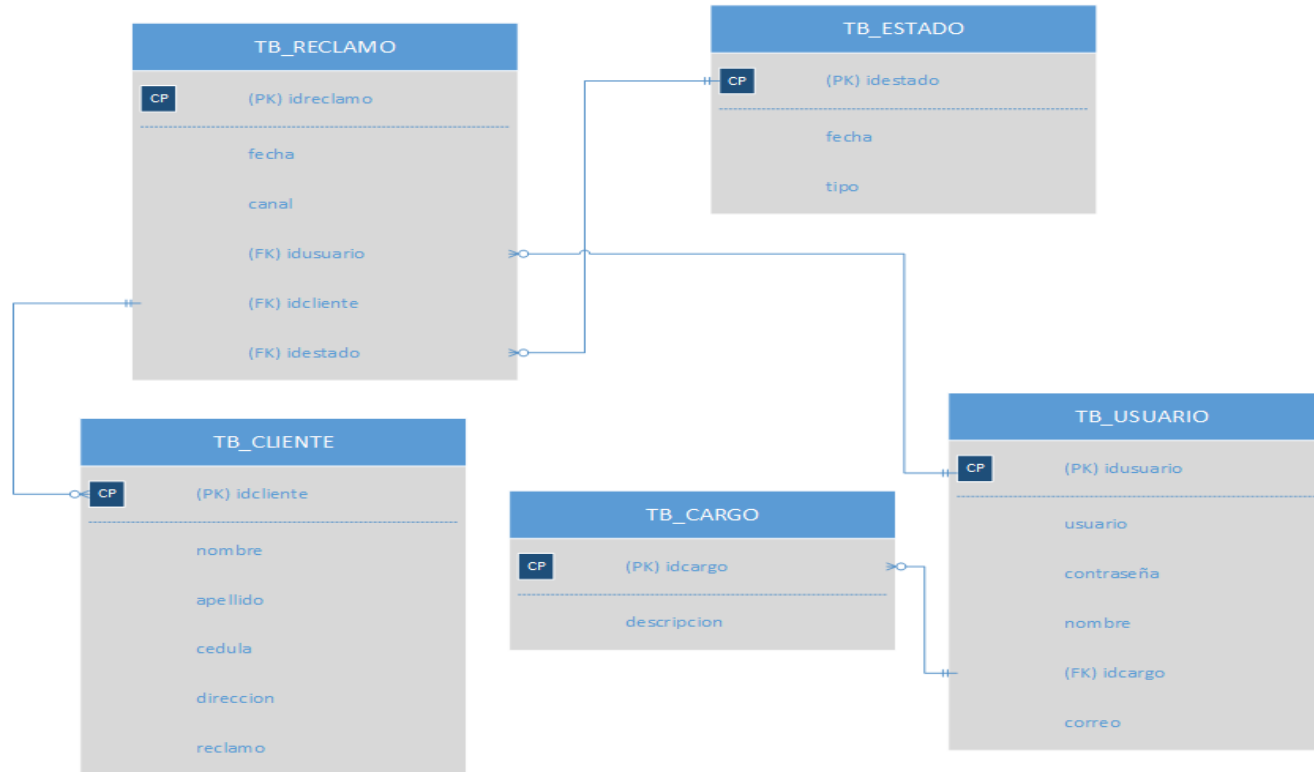 TB_RECLAMO
CP (PK) idreclamo
fecha
canal
(FK) idusuario
(FK) idcliente
(FK) idestado
TB_ESTADO
CP (PK) idestado
fecha
tipo
TB_CLIENTE
CP (PK) idcliente
nombre
apellido
cedula
direccion
reclamo
TB_CARGO
CP (PK) idcargo
descripcion
TB_USUARIO
CP (PK) idusuario
usuario
contraseña
nombre
(FK) idcargo
correo